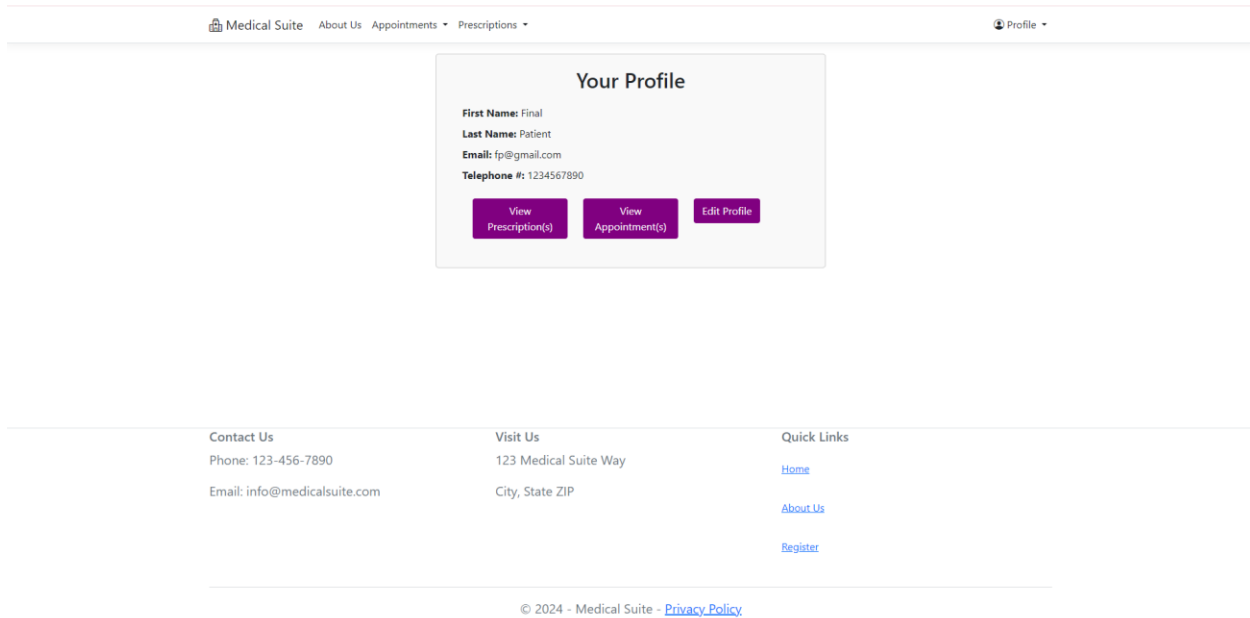 Medical Suite About Us Appointments Prescriptions Profile
Your Profile
First Name: Final
Last Name: Patient
Email: fp@gmail.com
Telephone #: 1234567890
View Prescription(s)
View Appointment(s)
Edit Profile
Contact Us
Phone: 123-456-7890
Email: info@medicalsuite.com
Visit Us
123 Medical Suite Way
City, State ZIP
Quick Links
Home
About Us
Register
© 2024 - Medical Suite - Privacy Policy